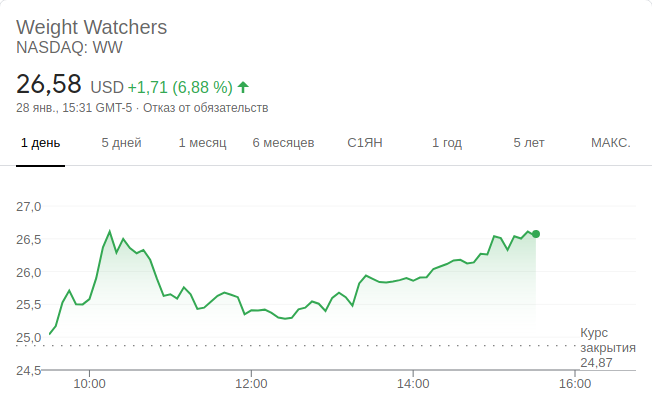 Weight Watchers
NASDAQ: WW
26,58 USD +1,71 (6,88 %)
28 янв., 15:31 GMT-5 · Отказ от обязательств
1 день 5 дней 1 месяц 6 месяцев С1ЯН 1 год 5 лет МАКС.
27,0
26,5
26,0
25,5
25,0
Курс
закрытия
24,87
24,5
10:00 12:00 14:00 16:00